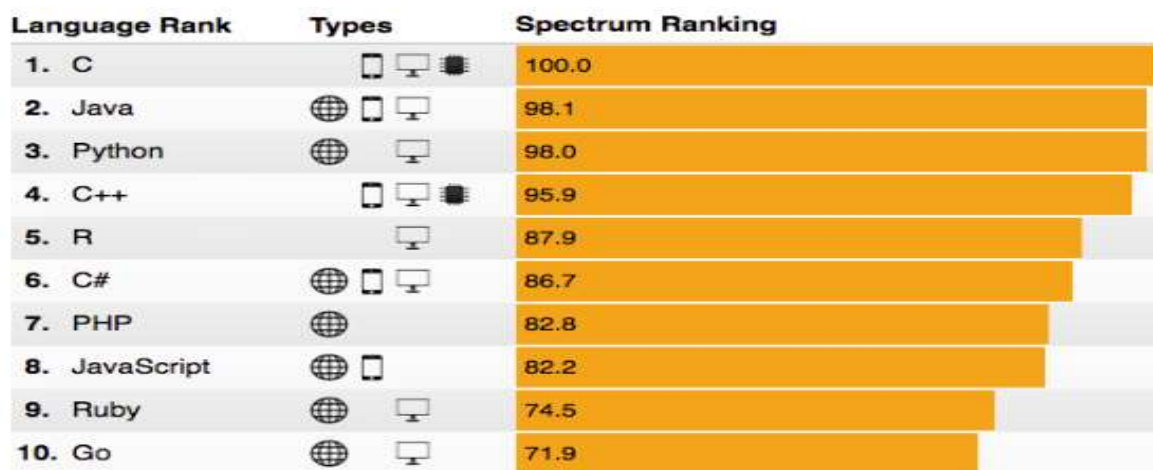 Language Rank Types Spectrum Ranking
1. C 100.0
2. Java 98.1
3. Python 98.0
4. C++ 95.9
5. R 87.9
6. C# 86.7
7. PHP 82.8
8. JavaScript 82.2
9. Ruby 74.5
10. Go 71.9